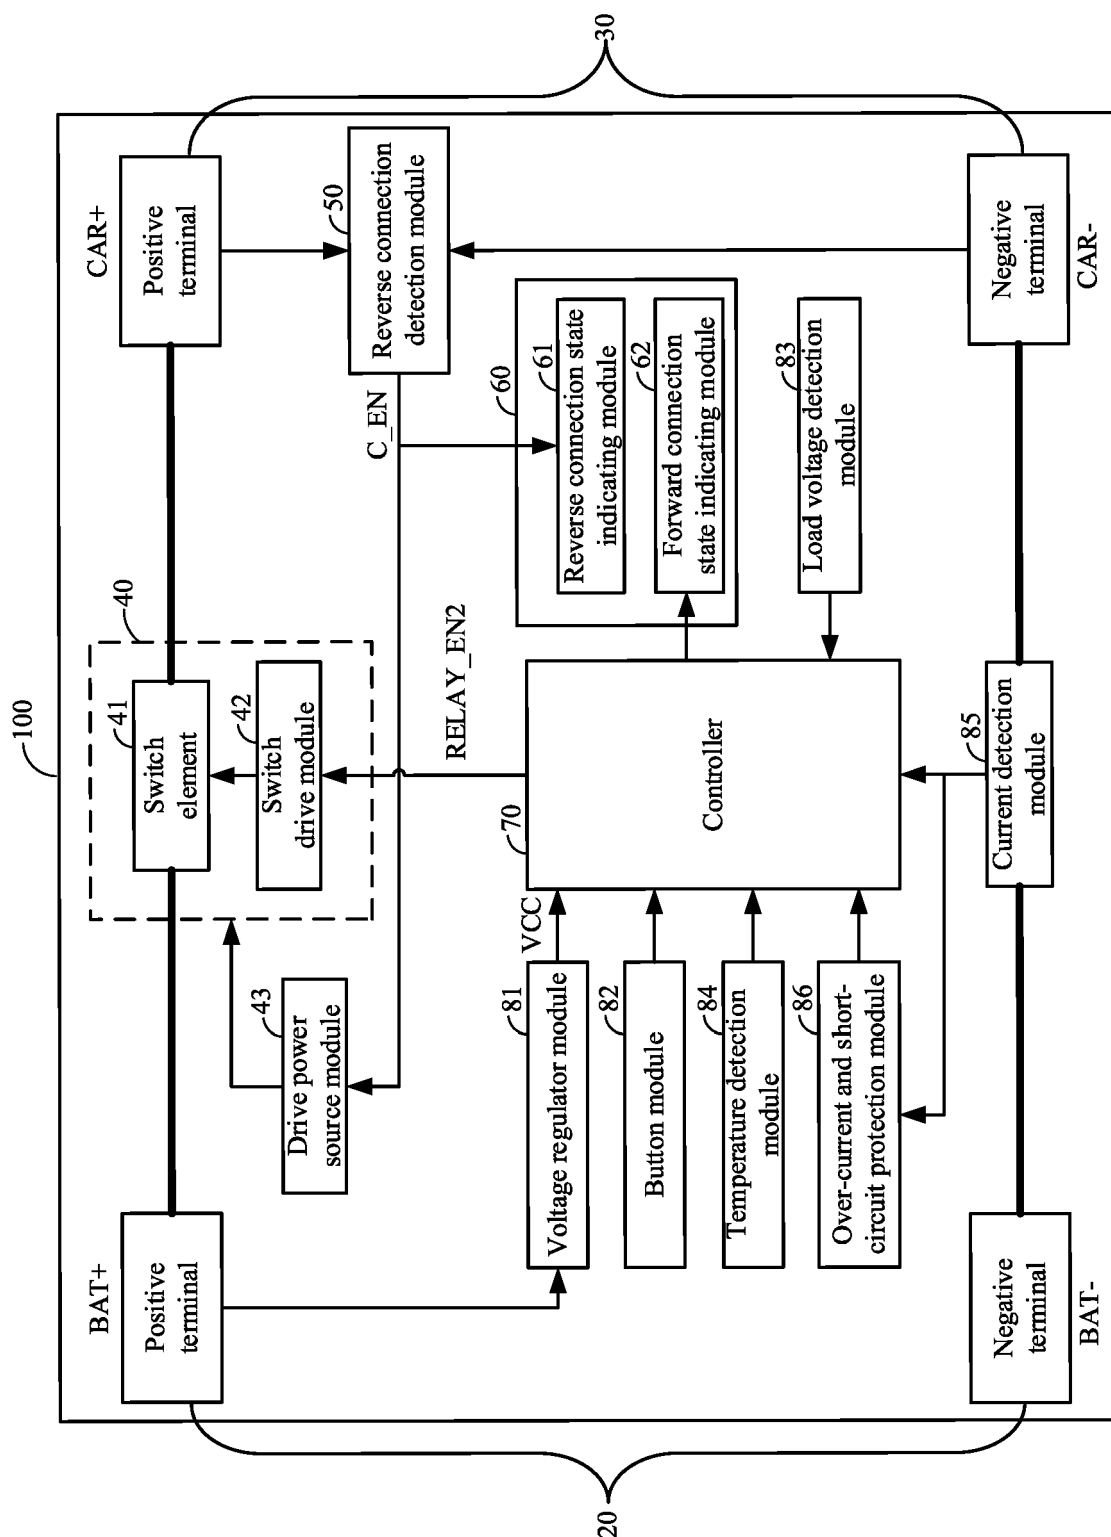 100
BAT+
CAR+
40
Positive
terminal
41
Switch
element
Positive
terminal
43
Drive power
source module
42
Switch
drive module
50
Reverse connection
detection module
C_EN
RELAY_EN2
20
30
81
Voltage regulator module
VCC
70
Controller
60
61
Reverse connection state
indicating module
82
Button module
62
Forward connection
state indicating module
84
Temperature detection
module
83
Load voltage detection
module
86
Over-current and short-
circuit protection module
85
Current detection
module
Negative
terminal
Negative
terminal
BAT-
CAR-